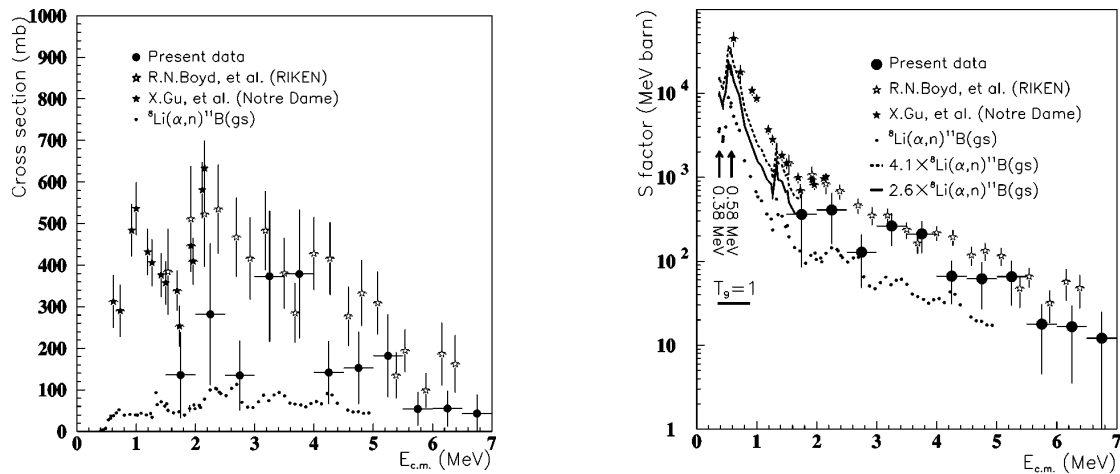 Cross section (mb)
1000
900
800
700
600
500
400
300
200
100
0
● Present data
☆ R.N.Boyd, et al. (RIKEN)
★ X.Gu, et al. (Notre Dame)
• ⁸Li(α,n)¹¹B(gs)
0 1 2 3 4 5 6 7
E c.m. (MeV)
S factor (MeV barn)
10⁴
10³
10²
10
1
● Present data
☆ R.N.Boyd, et al. (RIKEN)
★ X.Gu, et al. (Notre Dame)
• ⁸Li(α,n)¹¹B(gs)
4.1×⁸Li(α,n)¹¹B(gs)
2.6×⁸Li(α,n)¹¹B(gs)
0.58 MeV
0.38 MeV
T₉=1
0 1 2 3 4 5 6 7
E c.m. (MeV)